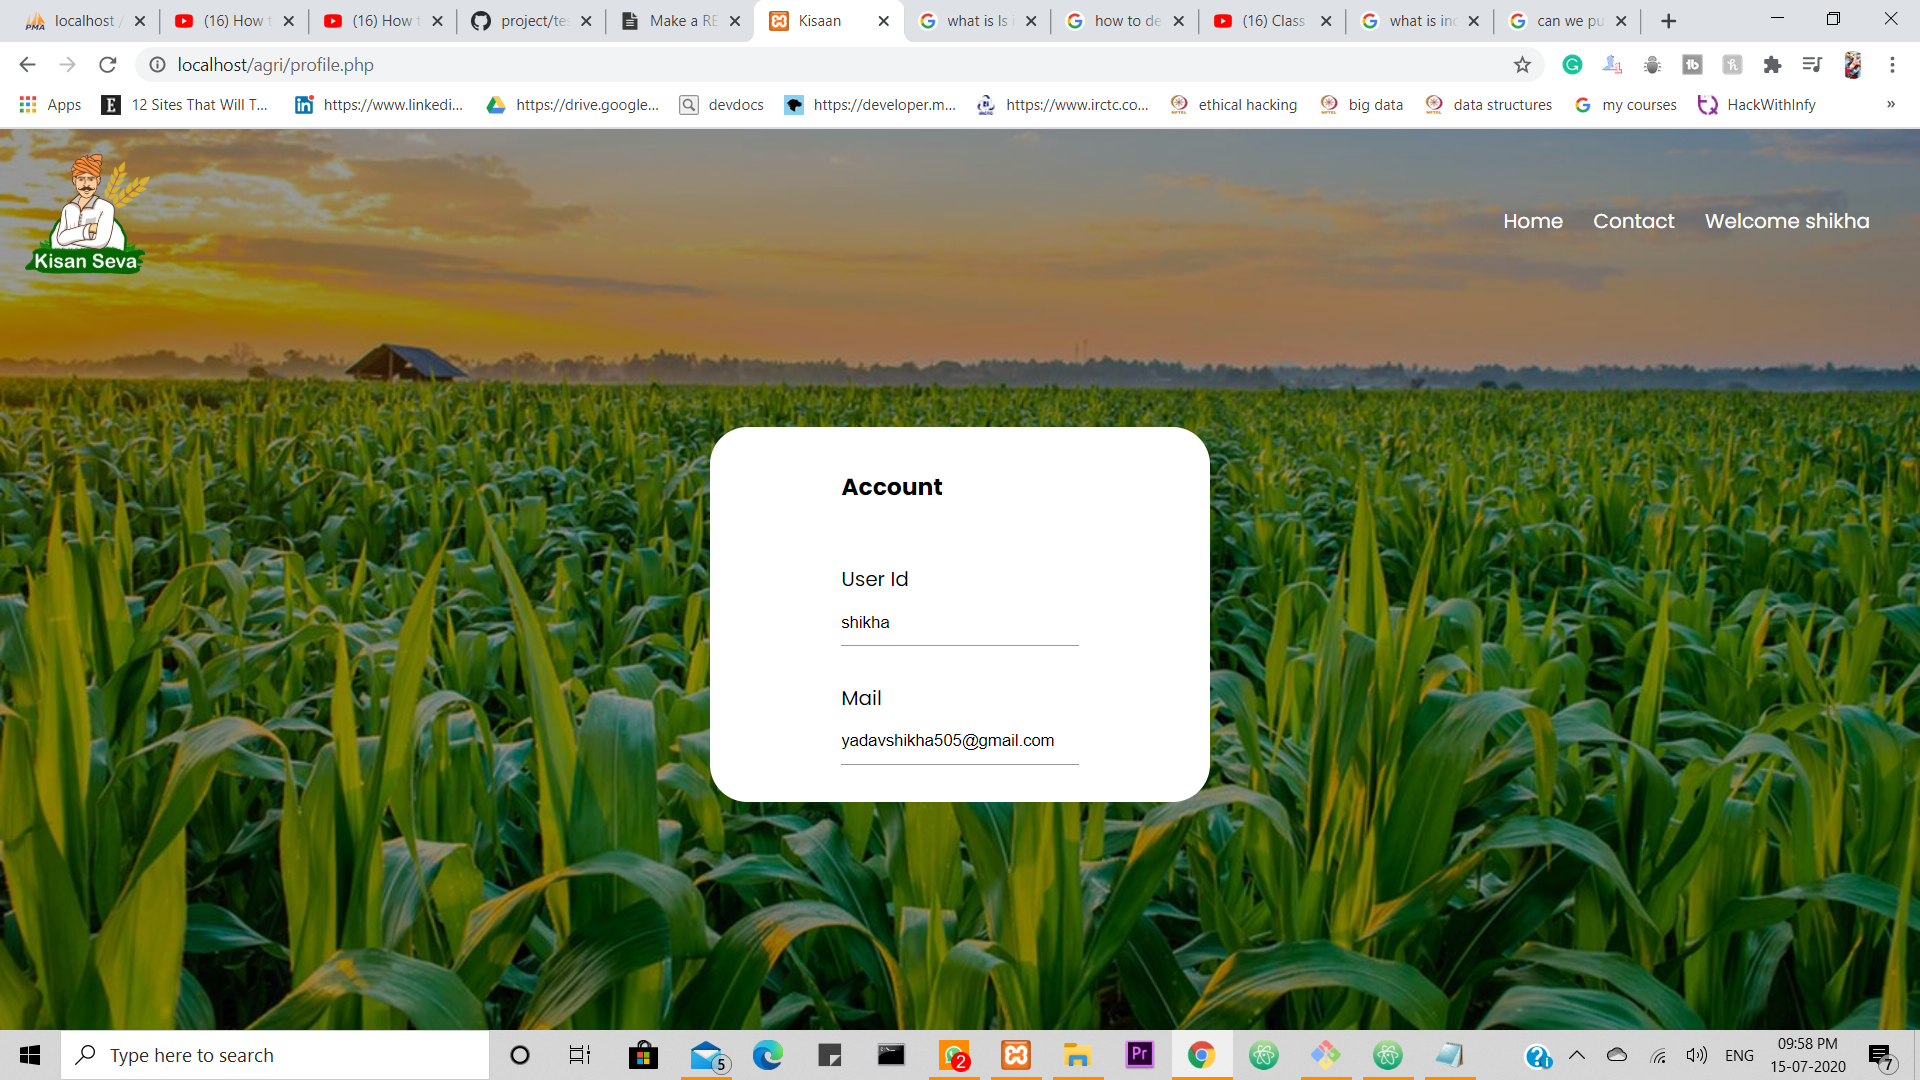 localhost /
(16) How t
(16) How t
project/tes
Make a RE
Kisaan
what is ls i
how to de
(16) Class
what is inc
can we pu
localhost/agri/profile.php
Apps
12 Sites That Will T...
https://www.linkedi...
https://drive.google...
devdocs
https://developer.m...
https://www.irctc.co...
ethical hacking
big data
data structures
my courses
HackWithInfy
»
Kisan Seva
Home
Contact
Welcome shikha
Account
User Id
shikha
Mail
yadavshikha505@gmail.com
Type here to search
5
2
Pr
ENG
09:58 PM
15-07-2020
7